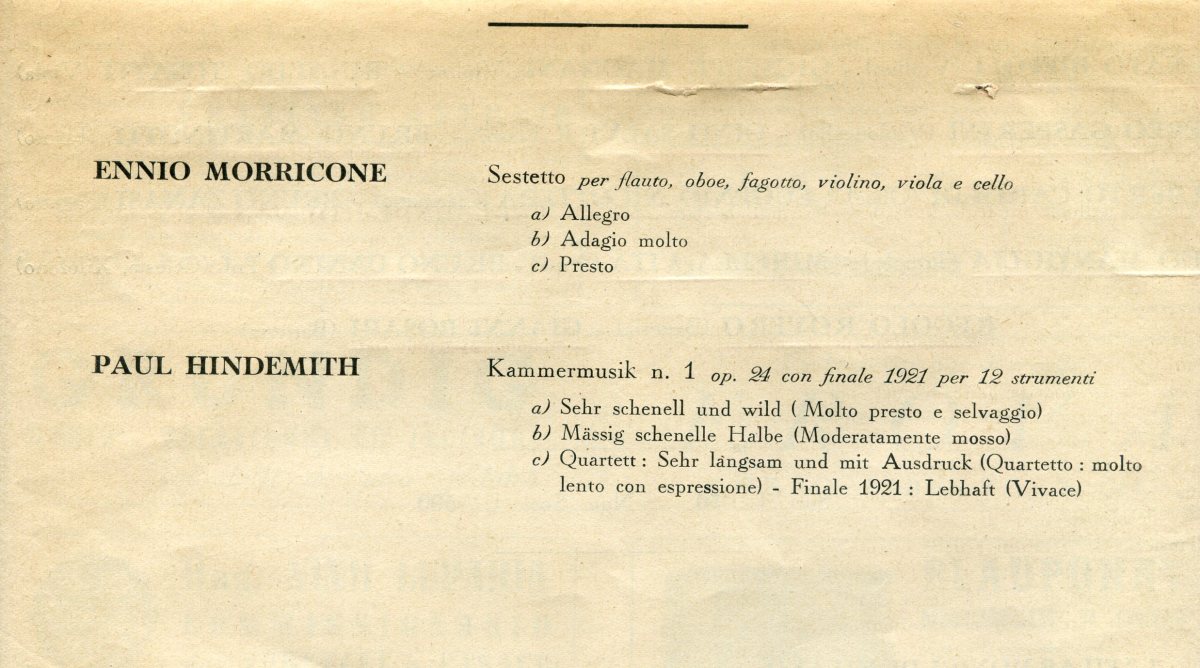 ENNIO MORRICONE
Sestetto per flauto, oboe, fagotto, violino, viola e cello
a) Allegro
b) Adagio molto
c) Presto
PAUL HINDEMITH
Kammermusik n. 1 op. 24 con finale 1921 per 12 strumenti
a) Sehr schenell und wild ( Molto presto e selvaggio)
b) Mässig schenelle Halbe (Moderatamente mosso)
c) Quartett : Sehr làngsam und mit Ausdruck (Quartetto : molto
lento con espressione) - Finale 1921 : Lebhaft (Vivace)